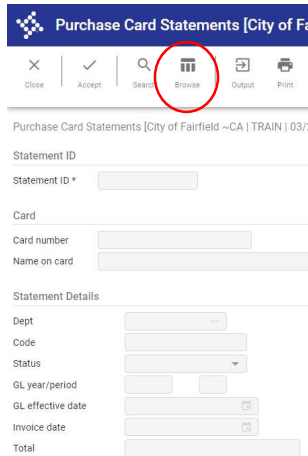 Purchase Card Statements [City of Fa
Close Accept Search Browse Output Print
Purchase Card Statements [City of Fairfield ~CA | TRAIN | 03/
Statement ID
Statement ID *
Card
Card number
Name on card
Statement Details
Dept
Code
Status
GL year/period
GL effective date
Invoice date
Total